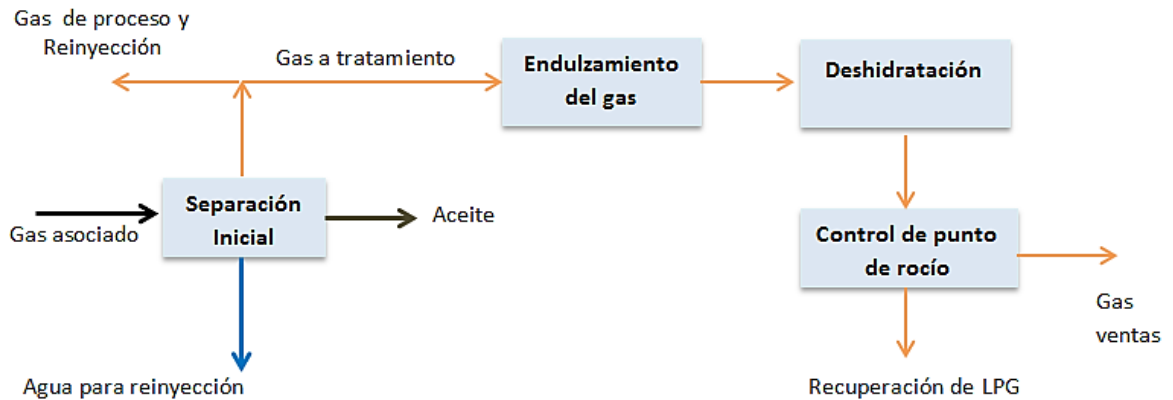 Gas de proceso y
Reinyección
Gas a tratamiento
Endulzamiento
del gas
Deshidratación
Gas asociado
Separación
Inicial
Aceite
Control de punto
de rocío
Gas
ventas
Agua para reinyección
Recuperación de LPG